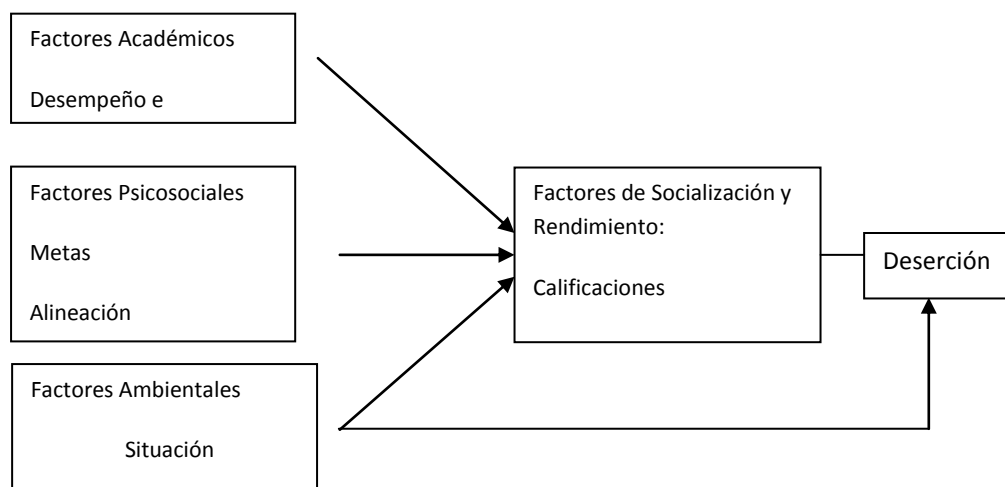 Factores Académicos
Desempeño e
Factores Psicosociales
Metas
Alineación
Factores Ambientales
Situación
Factores de Socialización y
Rendimiento:
Calificaciones
Deserción